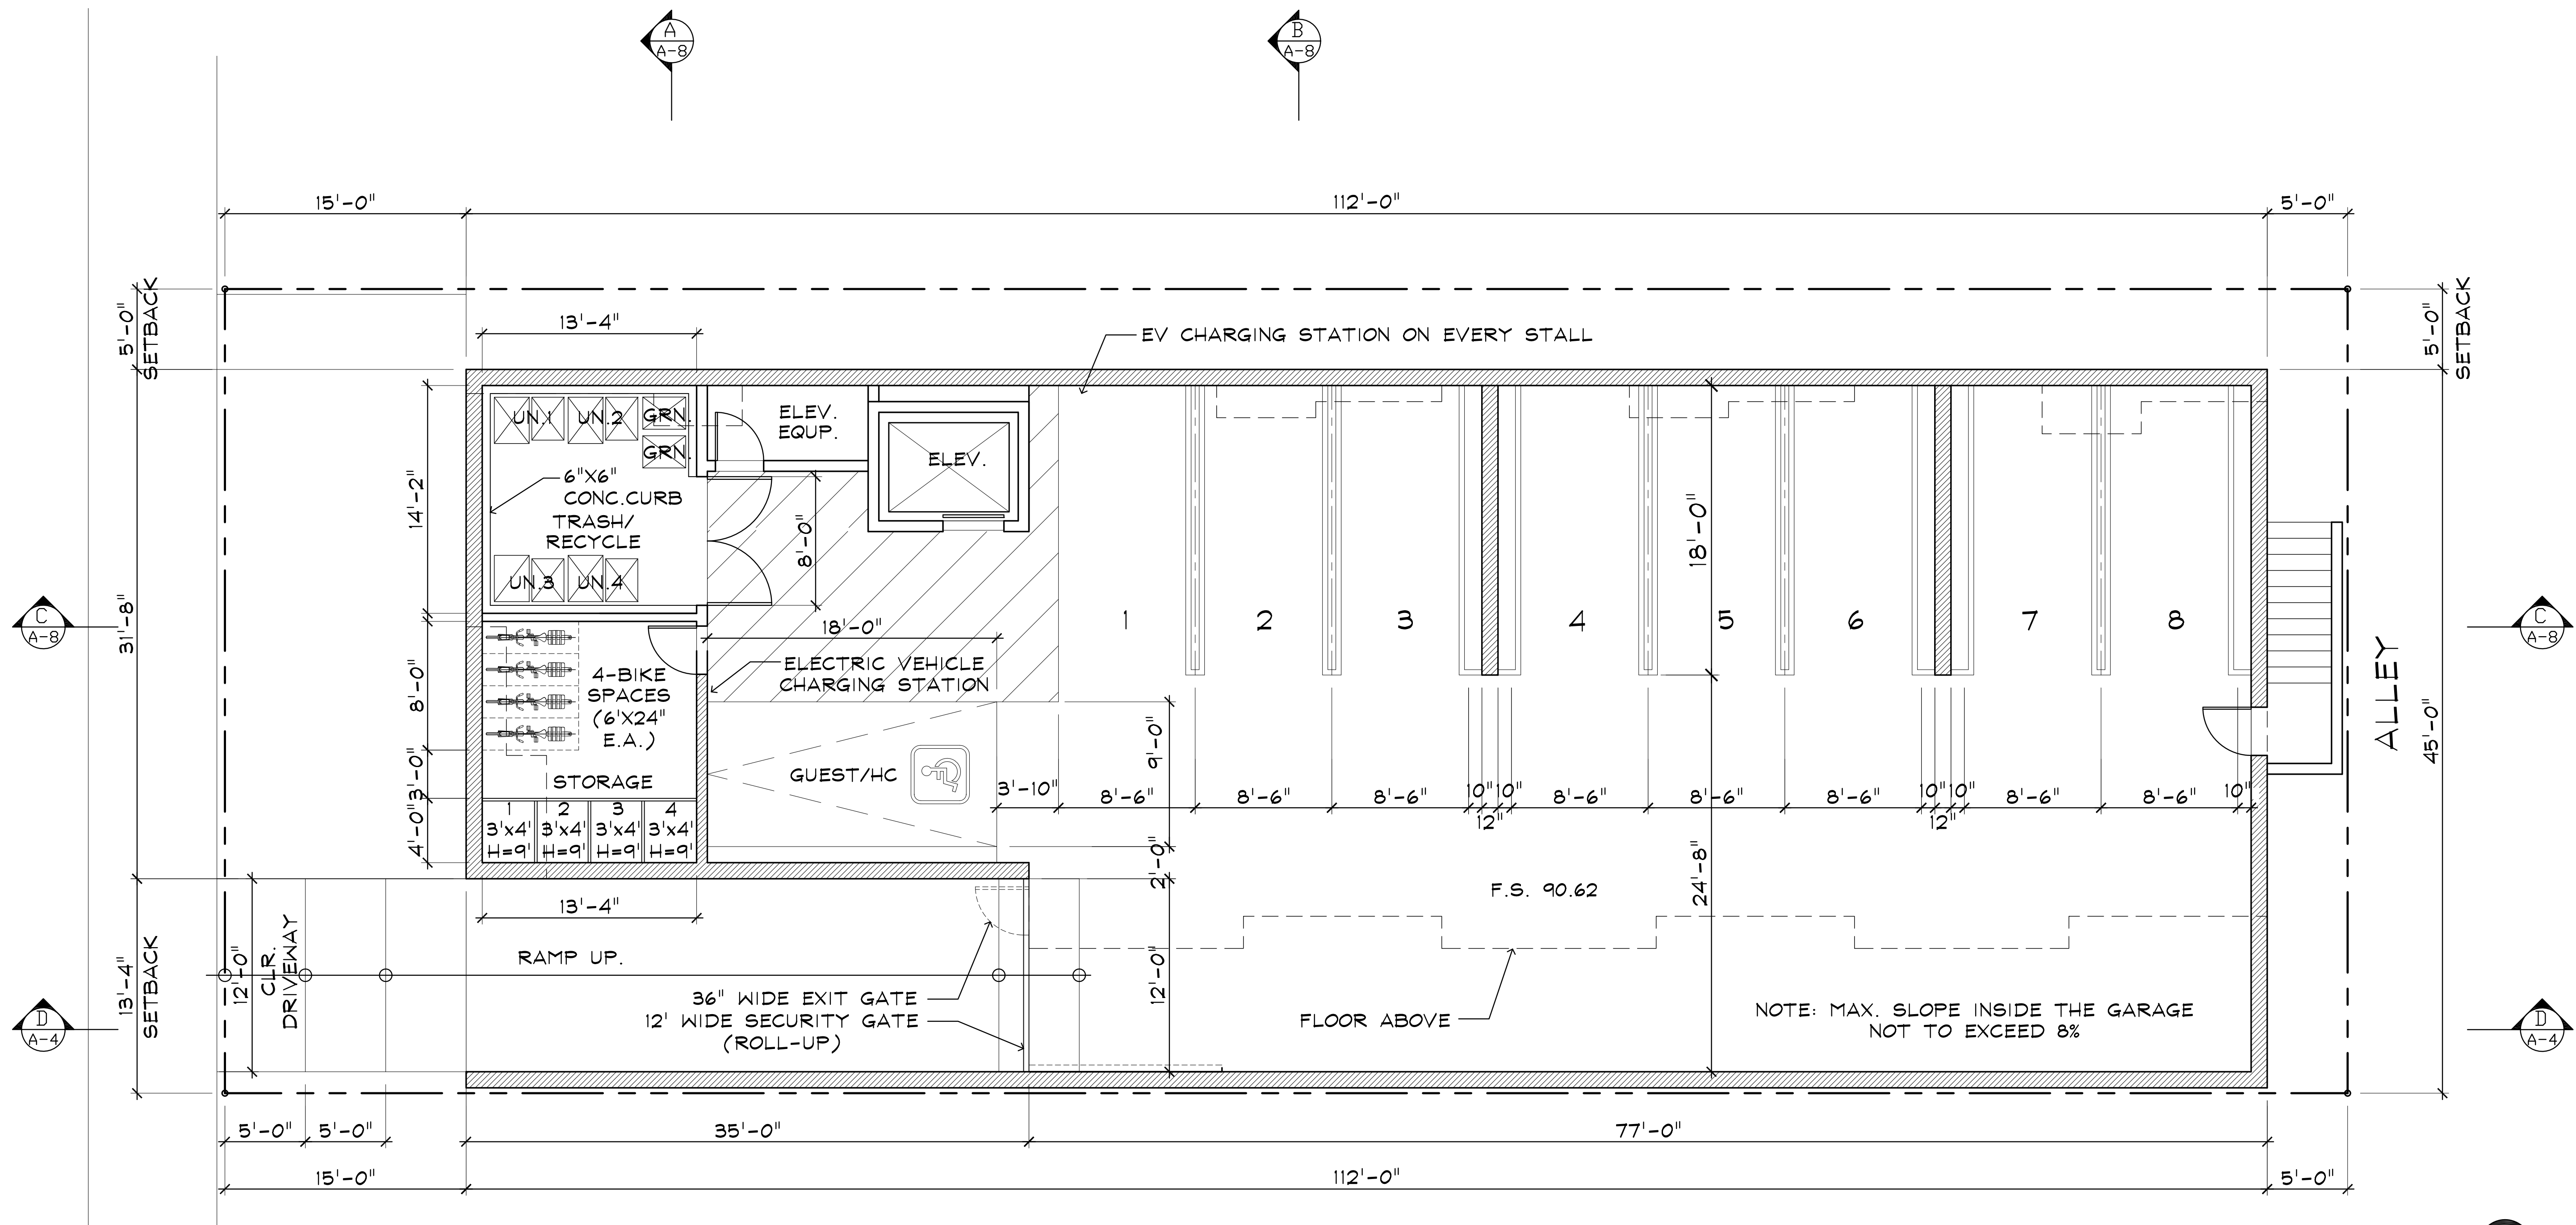 A
A-8
B
A-8
15'-0"
112'-0"
5'-0"
5'-0"
SETBACK
13'-4"
EV CHARGING STATION ON EVERY STALL
5'-0"
SETBACK
UN.1
UN.2
GRN.
GRN.
ELEV.
EQUP.
ELEV.
6"X6"
CONC.CURB
TRASH/
RECYCLE
14'-2"
8'-0"
18'-0"
UN.3
UN.4
C
A-8
31'-8"
18'-0"
1
2
3
4
5
6
7
8
C
A-8
ALLEY
45'-0"
ELECTRIC VEHICLE
CHARGING STATION
4-BIKE
SPACES
(6'X24"
E.A.)
8'-0"
9'-0"
GUEST/HC
STORAGE
3'-0"
3'-10"
8'-6"
8'-6"
8'-6"
10"
10"
12"
8'-6"
8'-6"
8'-6"
10"
10"
12"
8'-6"
8'-6"
10"
1
3'x4'
H=9'
2
3'x4'
H=9'
3
3'x4'
H=9'
4
3'x4'
H=9'
4'-0"
2'-0"
24'-8"
F.S. 90.62
13'-4"
13'-4"
SETBACK
12'-0"
CLR.
DRIVEWAY
RAMP UP.
12'-0"
36" WIDE EXIT GATE
12' WIDE SECURITY GATE
(ROLL-UP)
FLOOR ABOVE
NOTE: MAX. SLOPE INSIDE THE GARAGE
NOT TO EXCEED 8%
D
A-4
D
A-4
5'-0"
5'-0"
35'-0"
77'-0"
15'-0"
112'-0"
5'-0"